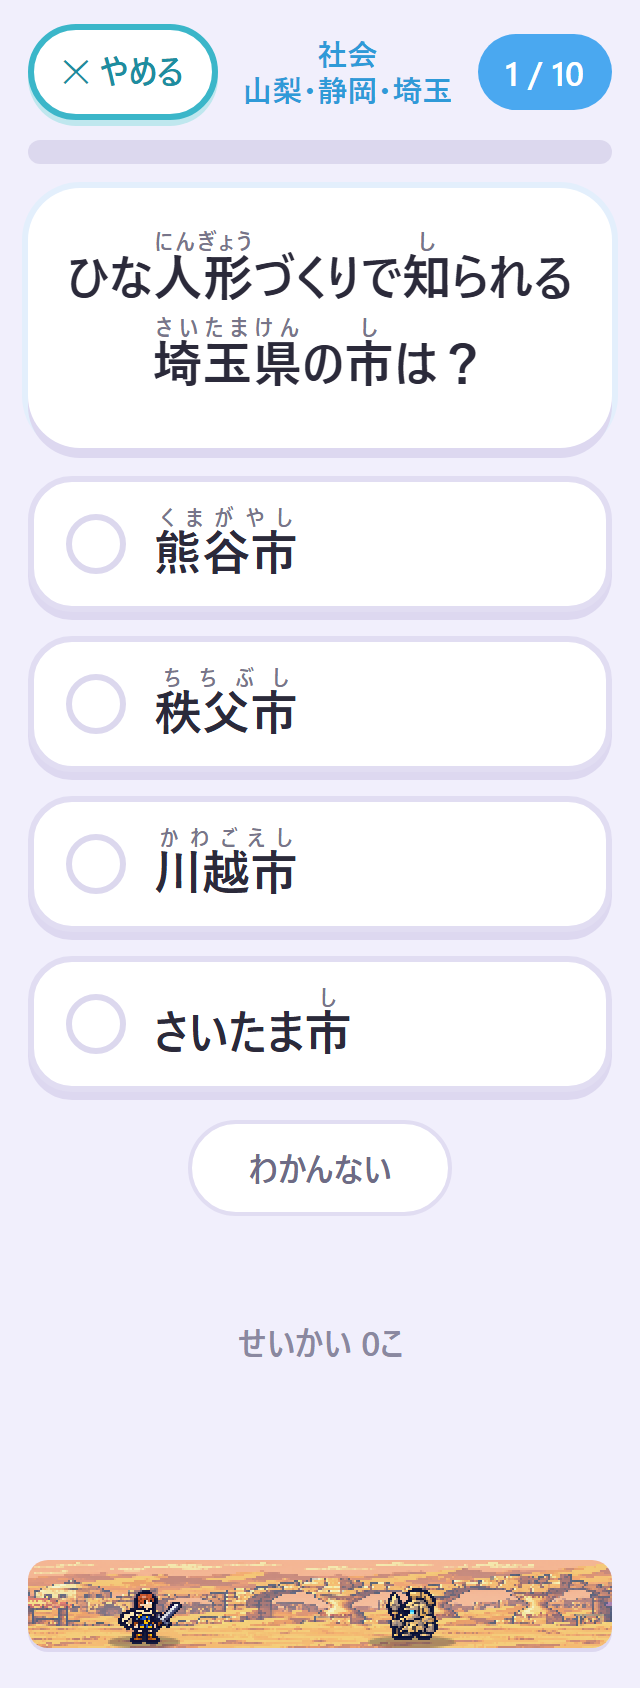 × やめる
社会
山梨・静岡・埼玉
1 / 10
にんぎょう し
ひな人形づくりで知られる
さいたまけん し
埼玉県の市は？
くまがやし
熊谷市
ちちぶし
秩父市
かわごえし
川越市
し
さいたま市
わかんない
せいかい 0こ